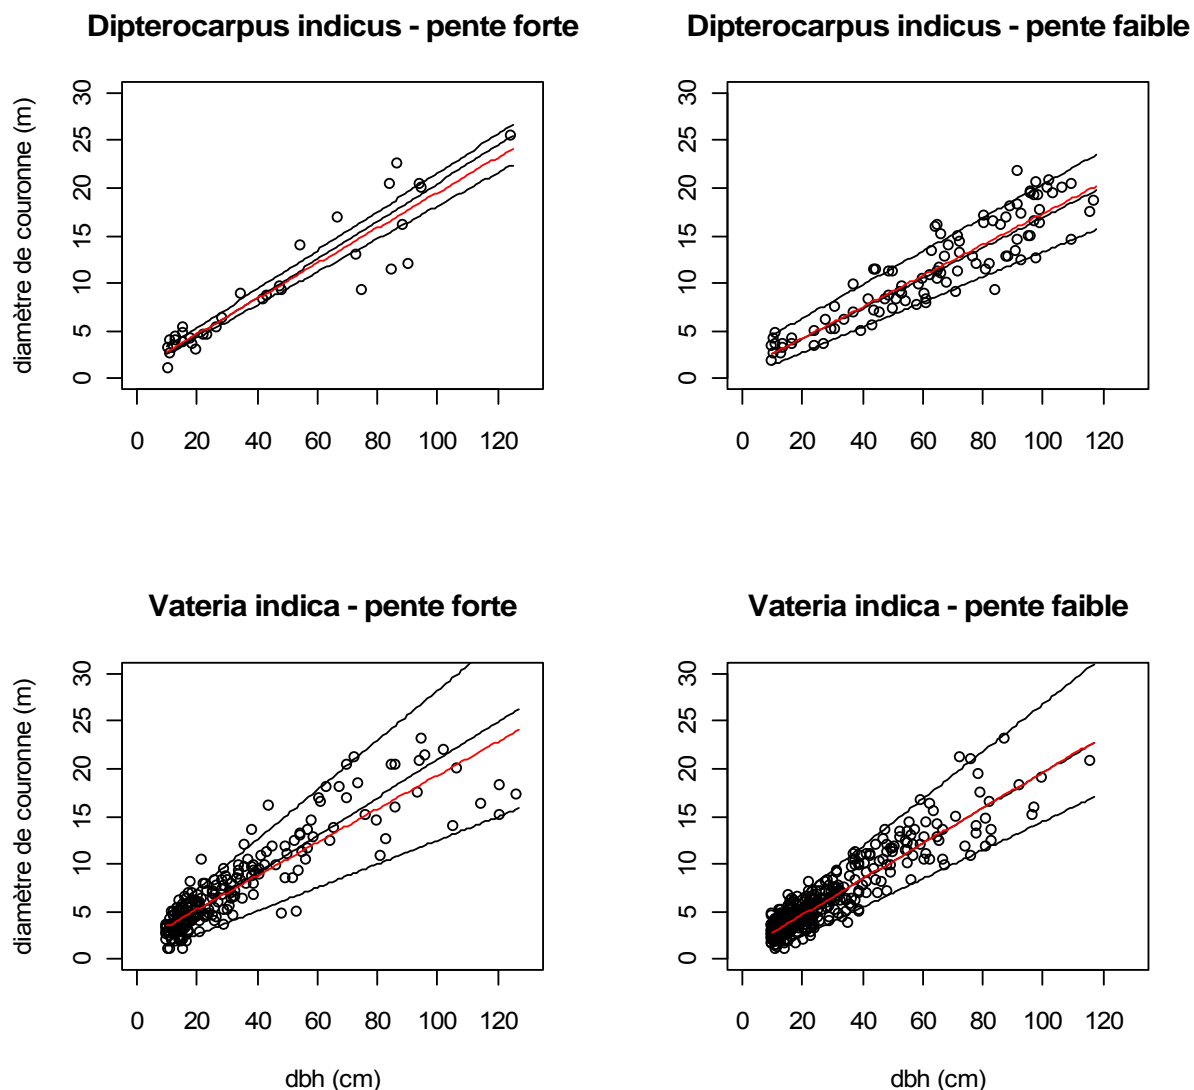 Dipterocarpus indicus - pente forte
Dipterocarpus indicus - pente faible
diamètre de couronne (m)
0 5 10 15 20 25 30
0 20 40 60 80 100 120
0 5 10 15 20 25 30
0 20 40 60 80 100 120
Vateria indica - pente forte
Vateria indica - pente faible
diamètre de couronne (m)
0 5 10 15 20 25 30
0 20 40 60 80 100 120
0 5 10 15 20 25 30
0 20 40 60 80 100 120
dbh (cm)
dbh (cm)